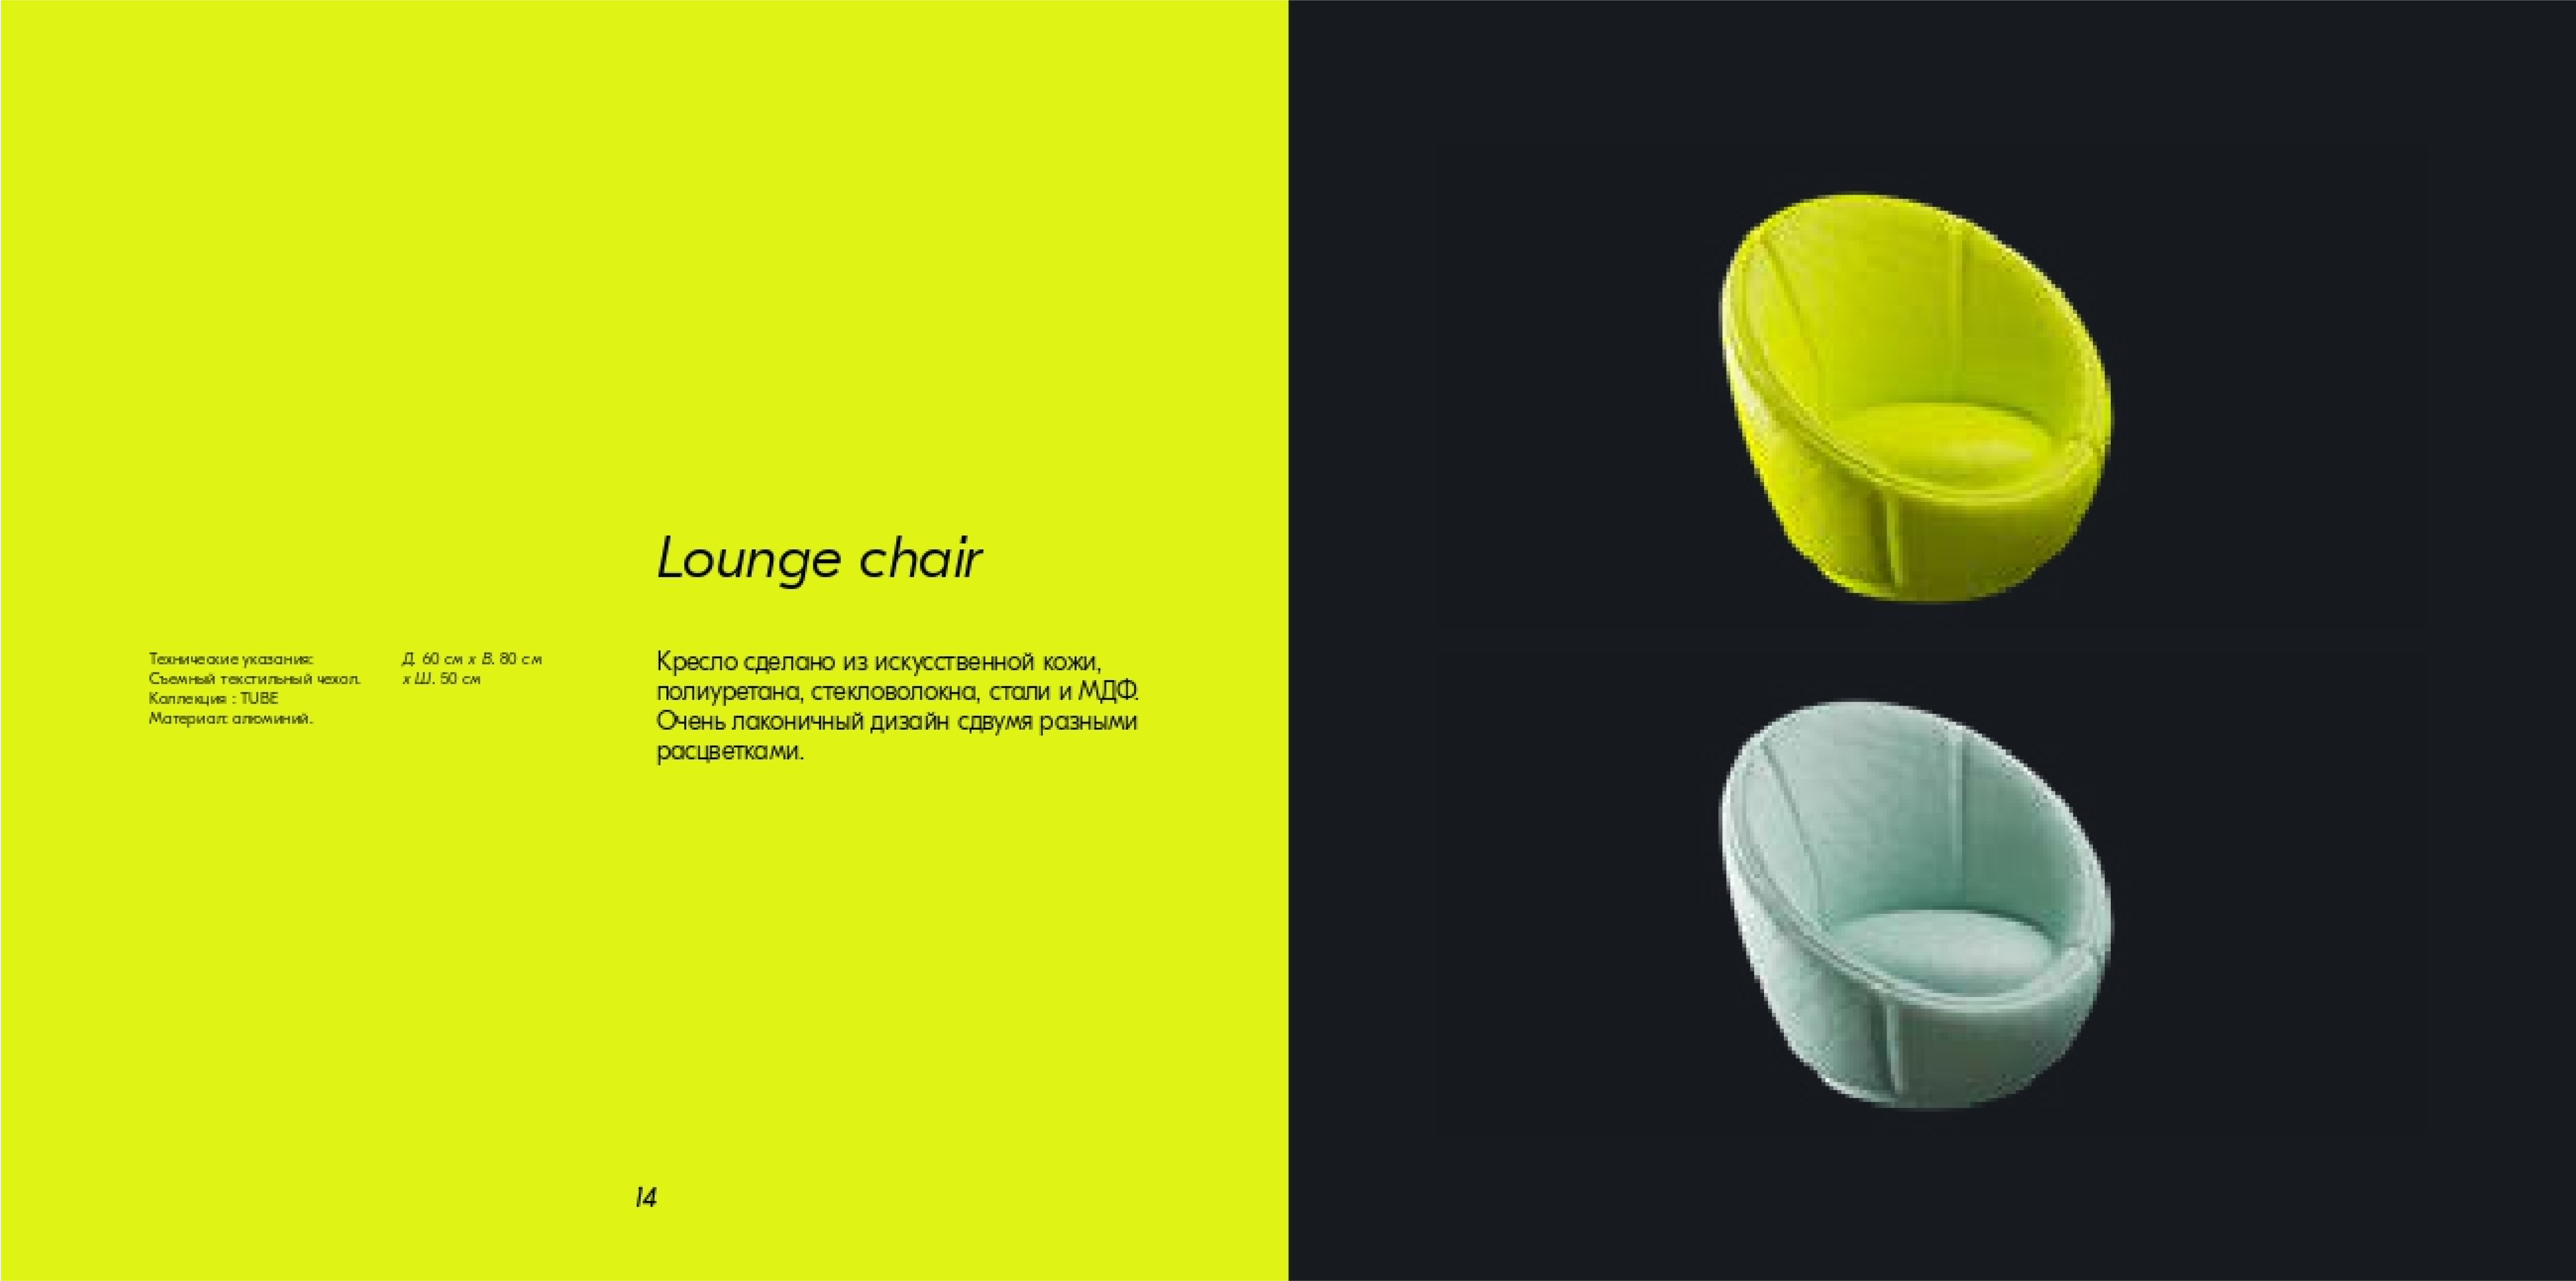 Lounge chair
Технические указания:
Съемный текстильный чехол.
Коллекция : TUBE
Материал: алюминий.
Д. 60 см x В. 80 см
x Ш. 50 см
Кресло сделано из искусственной кожи,
полиуретана, стекловолокна, стали и МДФ.
Очень лаконичный дизайн сдвумя разными
расцветками.
14